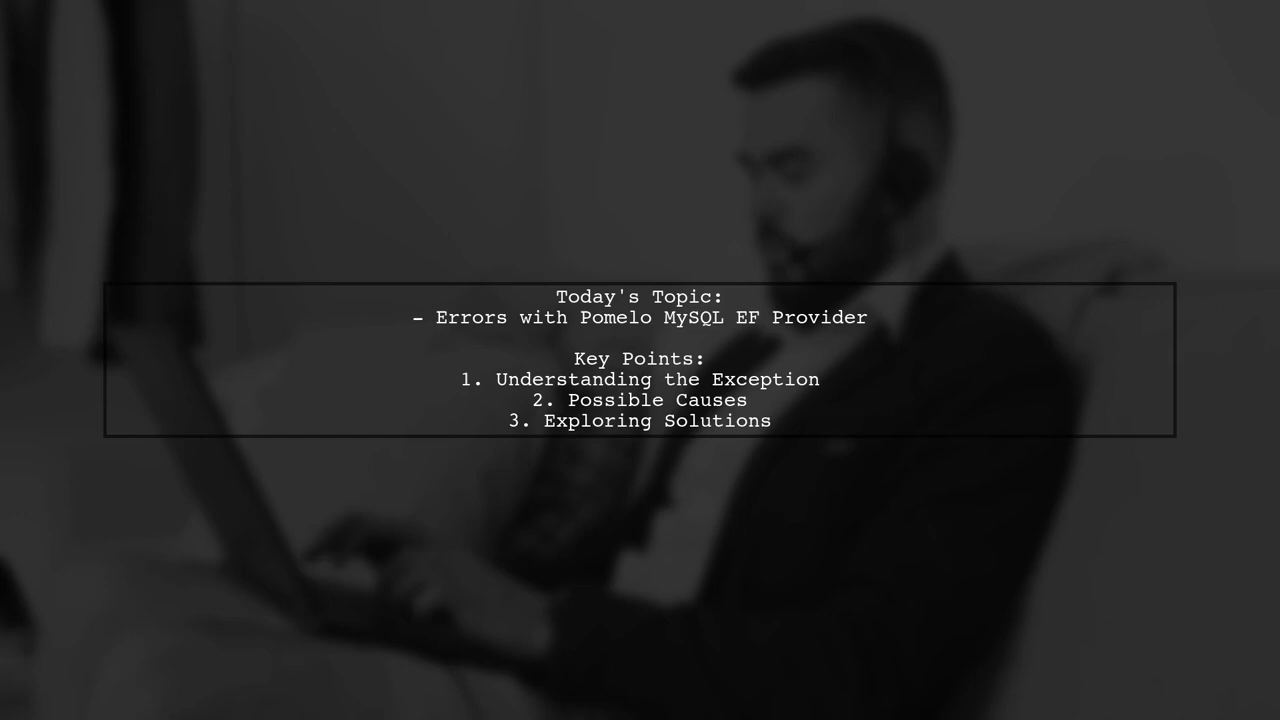 Today's Topic:
- Errors with Pomelo MySQL EF Provider
Key Points:
1. Understanding the Exception
2. Possible Causes
3. Exploring Solutions